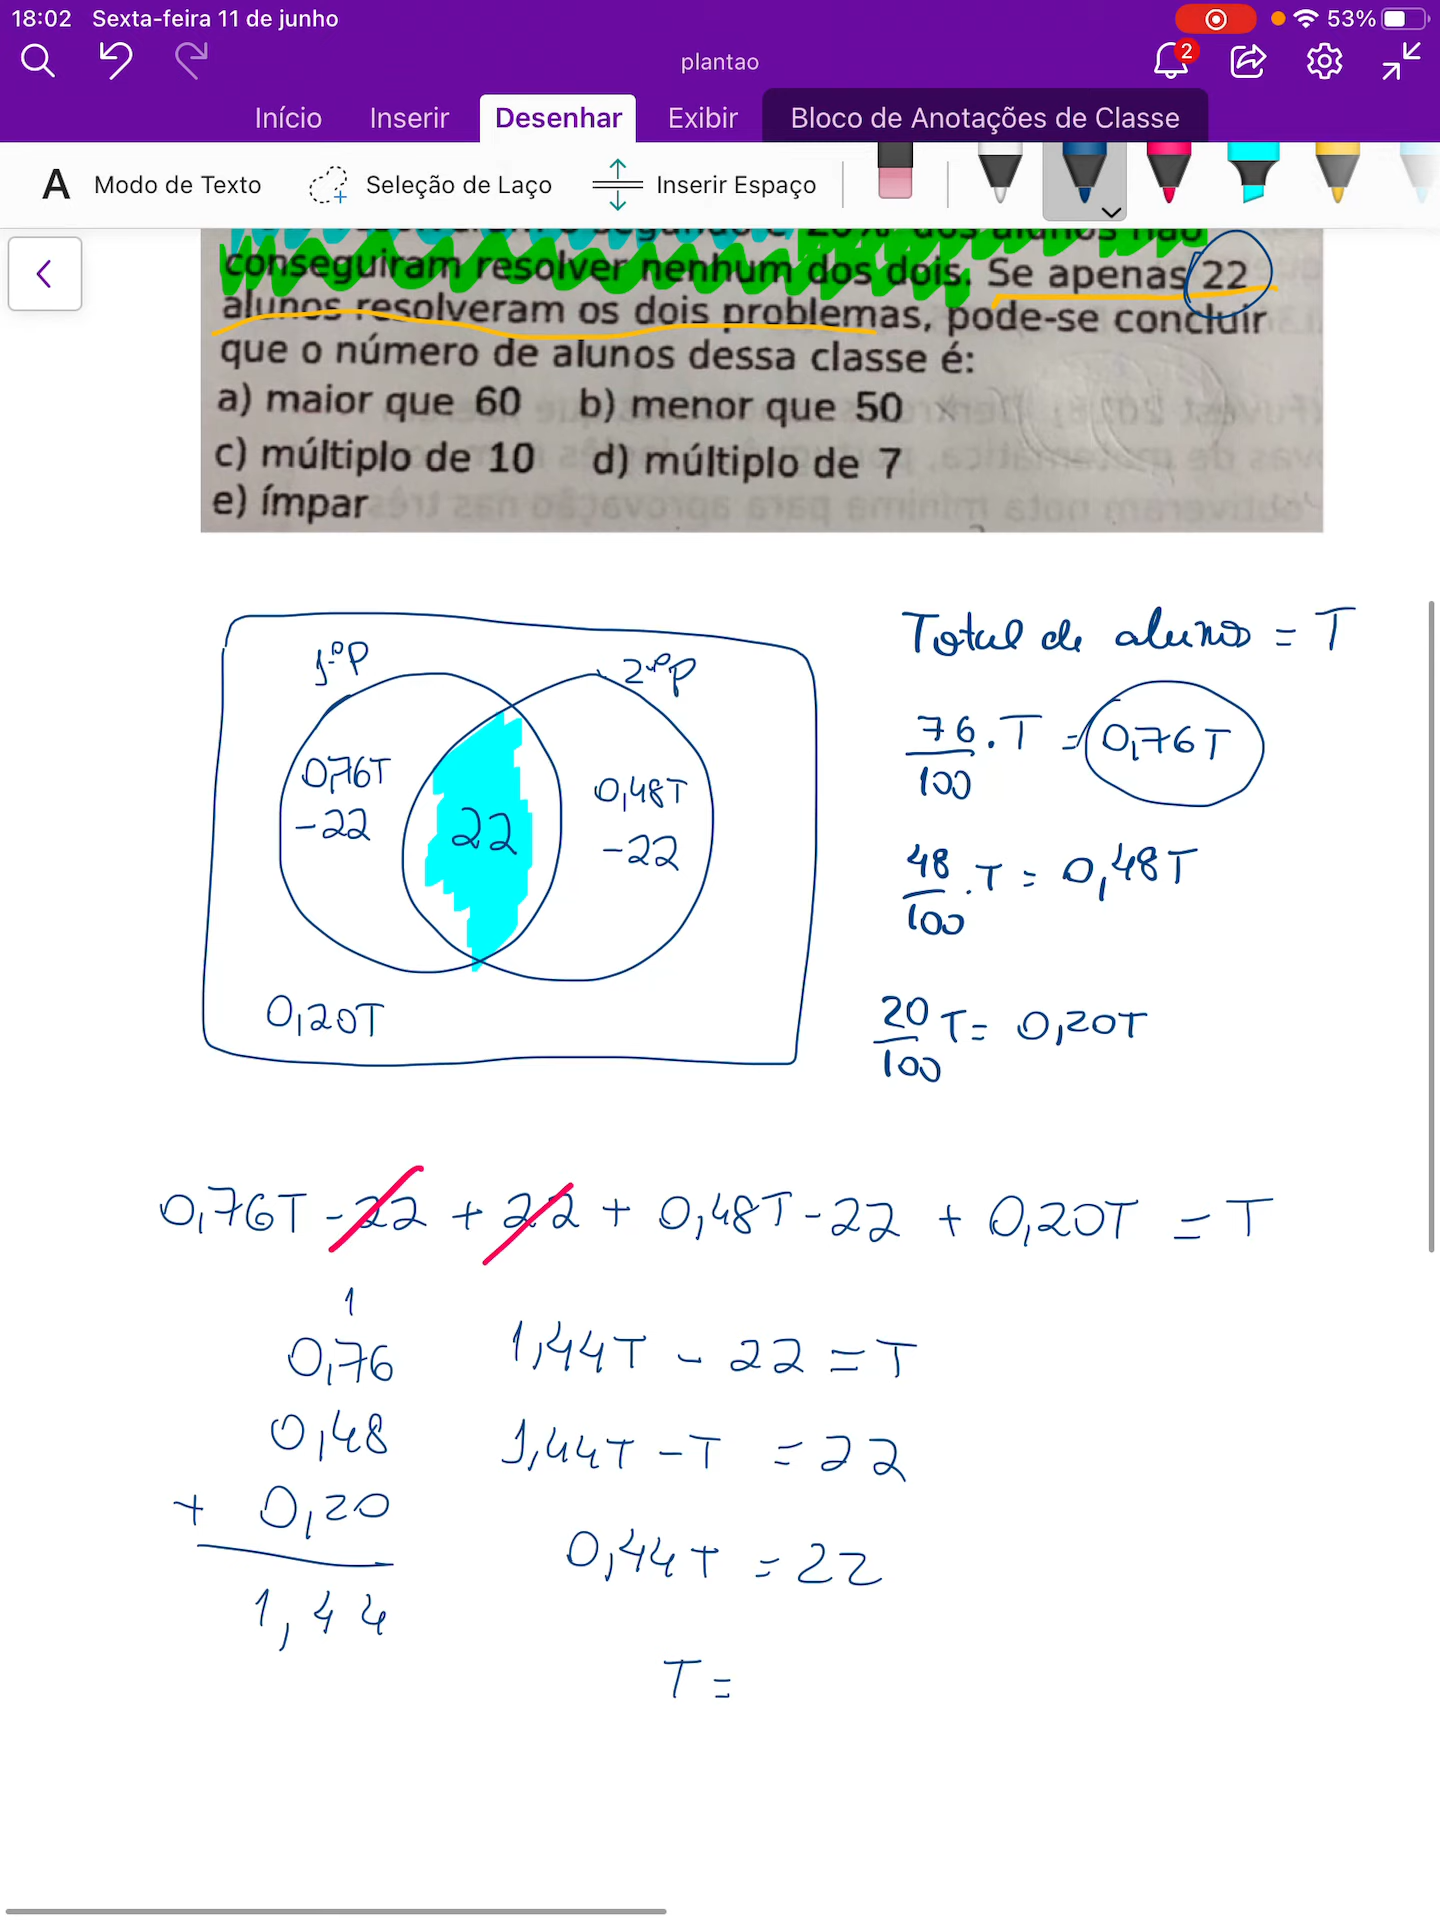 18:02 Sexta-feira 11 de junho 53%
plantao 2
Início Inserir Desenhar Exibir Bloco de Anotações de Classe
A Modo de Texto Seleção de Laço Inserir Espaço
segundo e 20% dos alunos não
conseguiram resolver nenhum dos dois. Se apenas 22
alunos resolveram os dois problemas, pode-se concluir
que o número de alunos dessa classe é:
a) maior que 60 b) menor que 50
c) múltiplo de 10 d) múltiplo de 7
e) ímpar
Total de alunos = T
1ºP 2ºP
76/100 . T = 0,76T
0,76T - 22
22
0,48T - 22
48/100 . T = 0,48T
0,20T
20/100 T = 0,20T
0,76T - 22 + 22 + 0,48T - 22 + 0,20T = T
1
0,76 1,44T - 22 = T
0,48 1,44T - T = 22
+ 0,20 0,44T = 22
1,44
T =